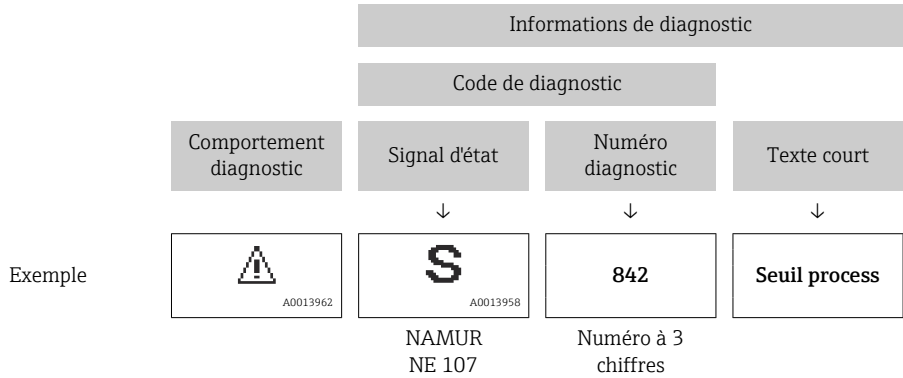 Informations de diagnostic
Code de diagnostic
Comportement
diagnostic
Signal d'état
Numéro
diagnostic
Texte court
↓ ↓ ↓
Exemple
A0013962
S
A0013958
842
Seuil process
NAMUR
NE 107
Numéro à 3
chiffres